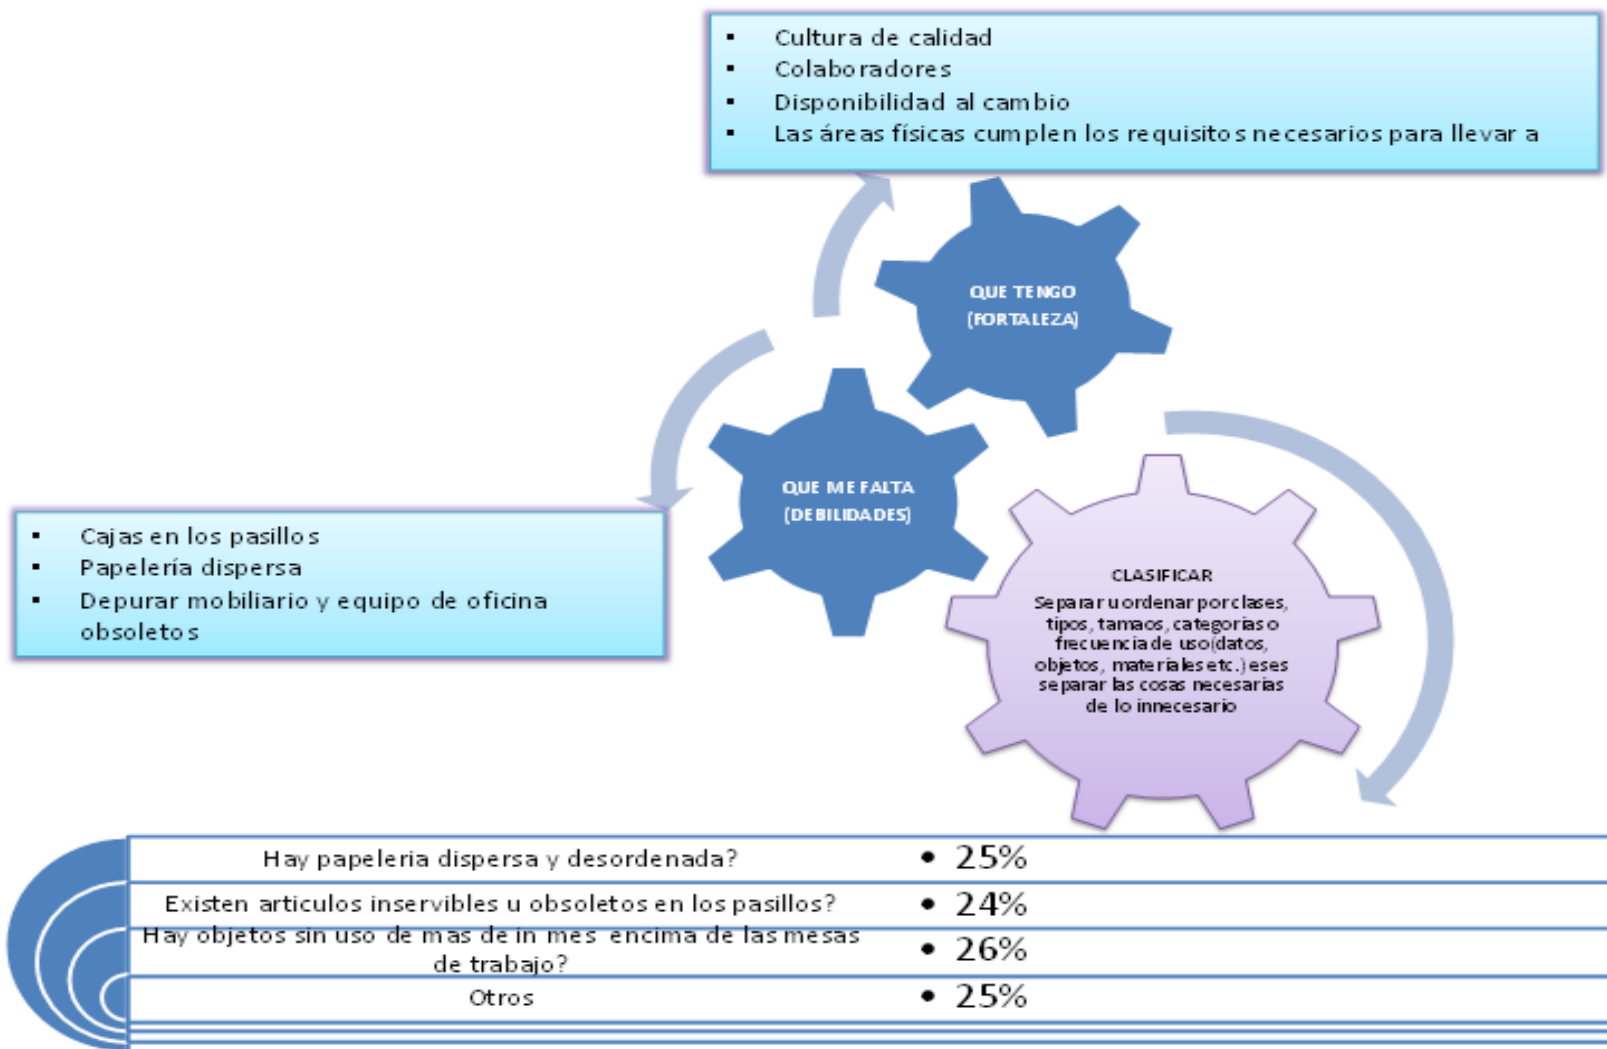 ▪ Cultura de calidad
▪ Colaboradores
▪ Disponibilidad al cambio
▪ Las áreas físicas cumplen los requisitos necesarios para llevar a
QUE TENGO
(FORTALEZA)
QUE ME FALTA
(DEBILIDADES)
▪ Cajas en los pasillos
▪ Papelería dispersa
▪ Depurar mobiliario y equipo de oficina
obsoletos
CLASIFICAR
Separar u ordenar por clases,
tipos, tamaos, categorias o
frecuencia de uso(datos,
objetos, materiales etc.) eses
separar las cosas necesarias
de lo innecesario
Hay papeleria dispersa y desordenada? • 25%
Existen articulos inservibles u obsoletos en los pasillos? • 24%
Hay objetos sin uso de mas de in mes encima de las mesas
de trabajo? • 26%
Otros • 25%